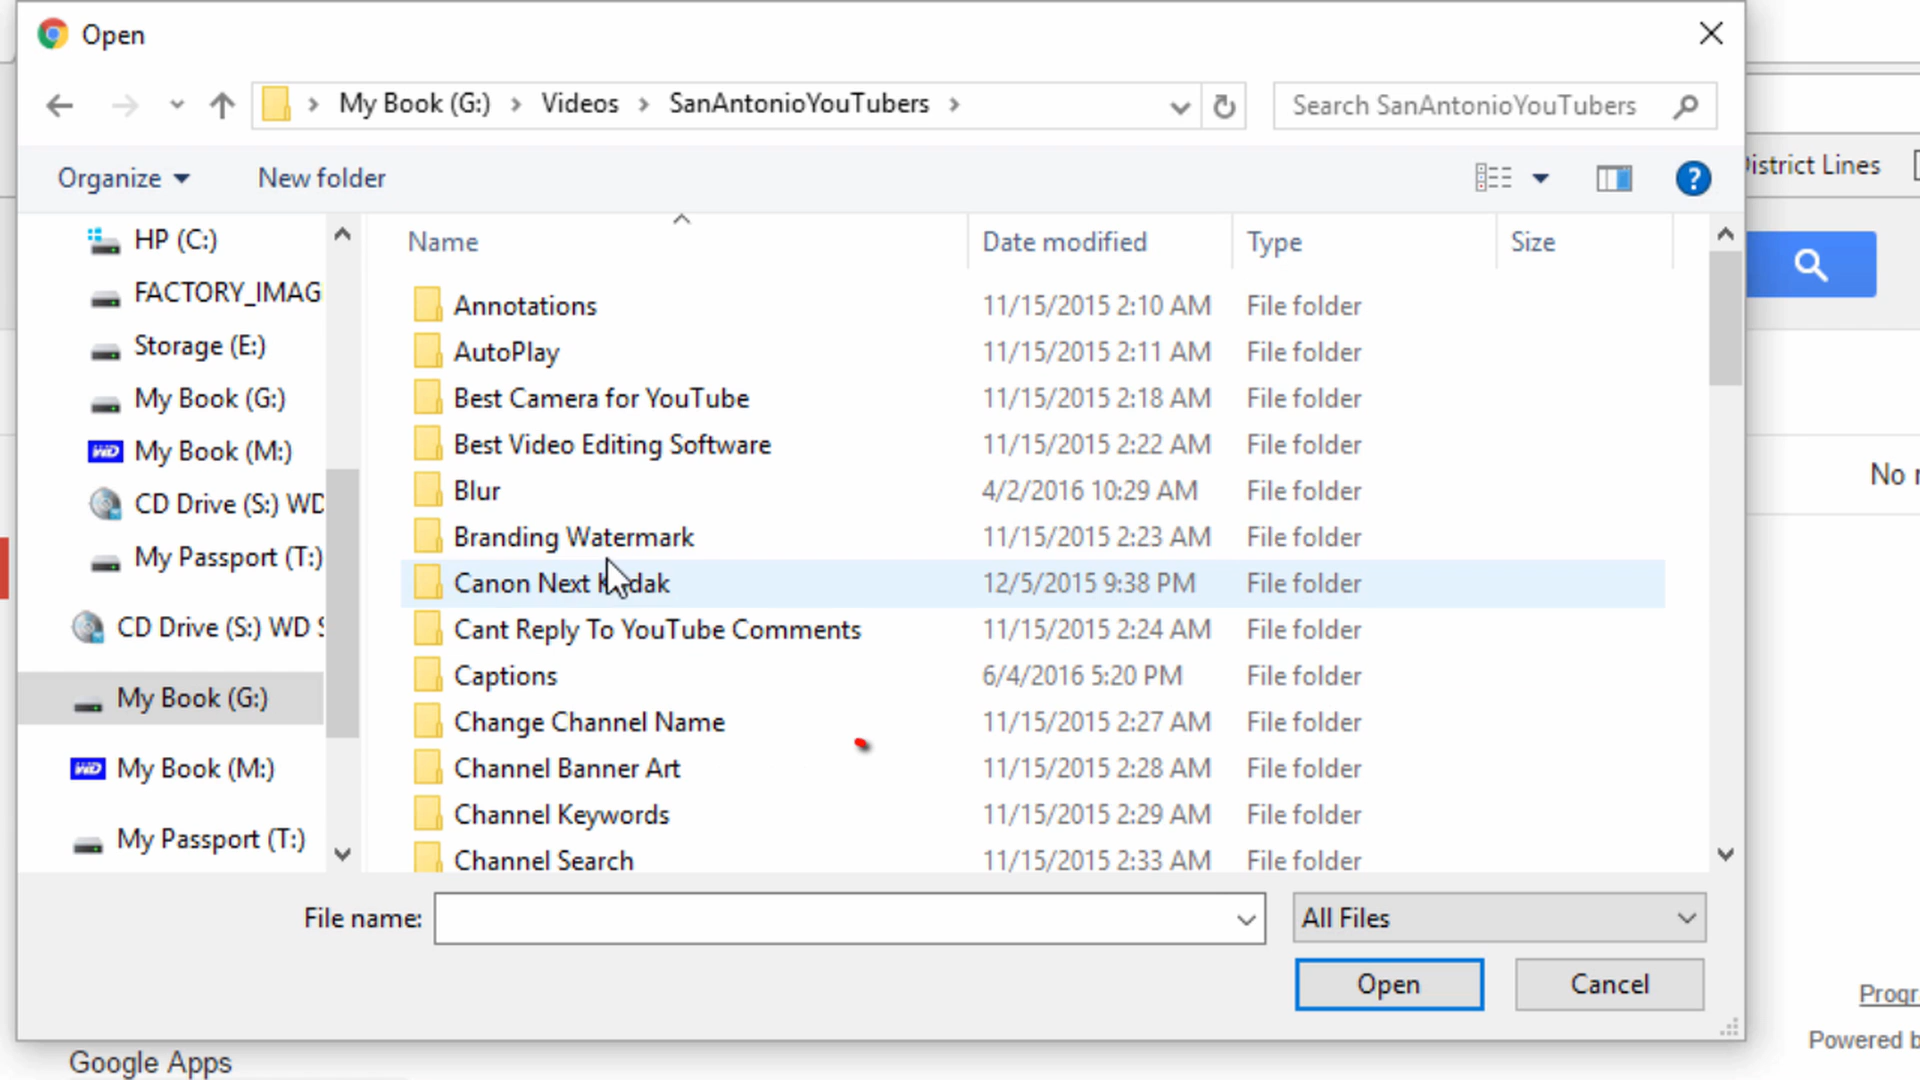 Open
My Book (G:) Videos SanAntonioYouTubers
Search SanAntonioYouTubers
Organize New folder
istrict Lines
HP (C:)
FACTORY_IMAG
Storage (E:)
My Book (G:)
WD My Book (M:)
CD Drive (S:) WD
My Passport (T:)
CD Drive (S:) WD S
My Book (G:)
WD My Book (M:)
My Passport (T:)
Name Date modified Type Size
Annotations 11/15/2015 2:10 AM File folder
AutoPlay 11/15/2015 2:11 AM File folder
Best Camera for YouTube 11/15/2015 2:18 AM File folder
Best Video Editing Software 11/15/2015 2:22 AM File folder
Blur 4/2/2016 10:29 AM File folder
Branding Watermark 11/15/2015 2:23 AM File folder
Canon Next Kodak 12/5/2015 9:38 PM File folder
Cant Reply To YouTube Comments 11/15/2015 2:24 AM File folder
Captions 6/4/2016 5:20 PM File folder
Change Channel Name 11/15/2015 2:27 AM File folder
Channel Banner Art 11/15/2015 2:28 AM File folder
Channel Keywords 11/15/2015 2:29 AM File folder
Channel Search 11/15/2015 2:33 AM File folder
No
File name:
All Files
Open Cancel
Progr
Powered b
Google Apps